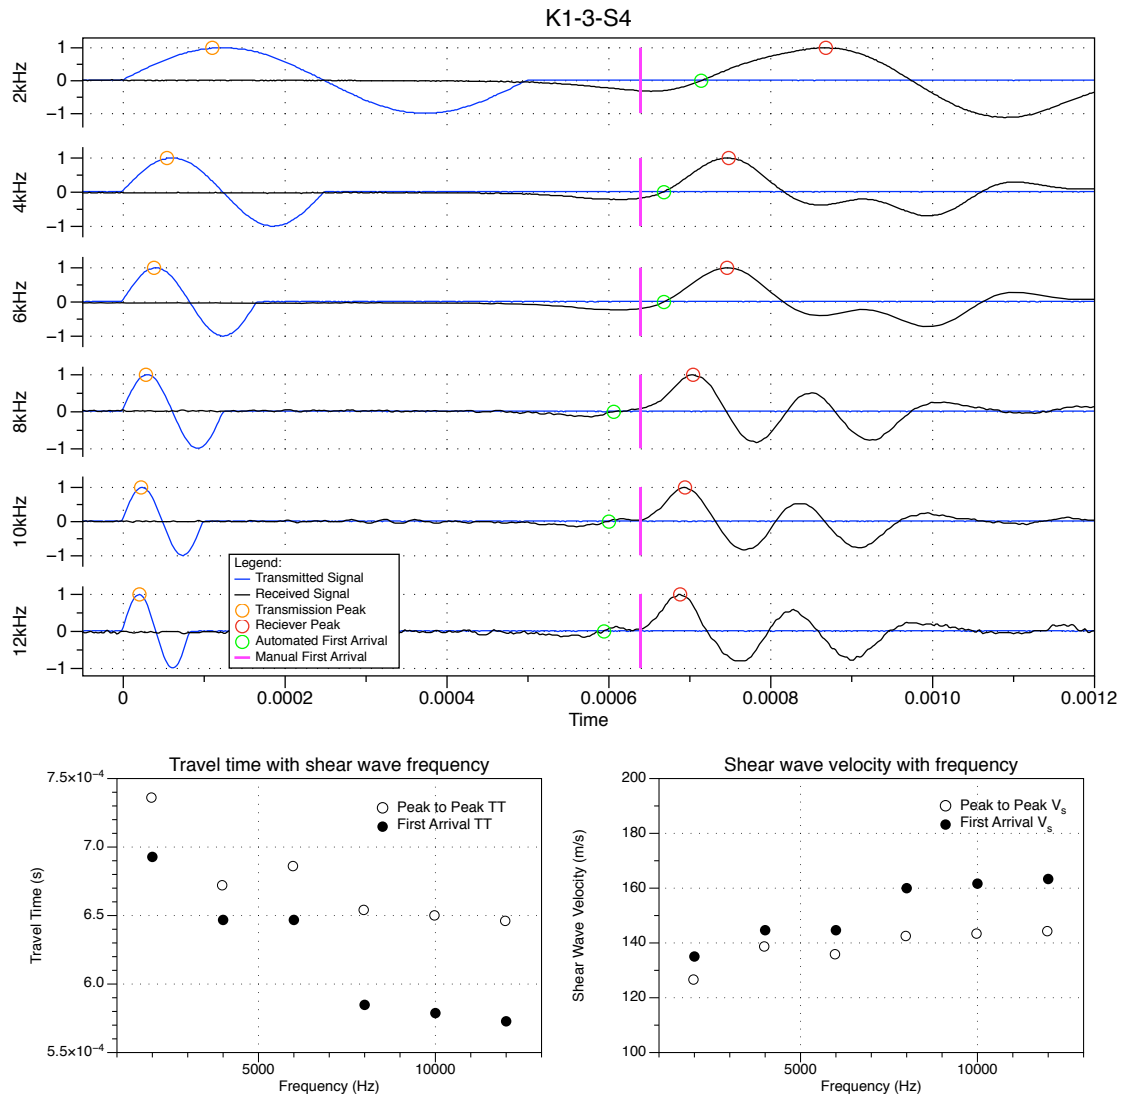 K1-3-S4
2kHz
1
0
−1
4kHz
1
0
−1
6kHz
1
0
−1
8kHz
1
0
−1
10kHz
1
0
−1
12kHz
1
0
−1
Legend:
Transmitted Signal
Received Signal
Transmission Peak
Reciever Peak
Automated First Arrival
Manual First Arrival
0 0.0002 0.0004 0.0006 0.0008 0.0010 0.0012
Time
Travel time with shear wave frequency
7.5×10⁻⁴
7.0
6.5
6.0
5.5×10⁻⁴
Travel Time (s)
Peak to Peak TT
First Arrival TT
5000 10000
Frequency (Hz)
Shear wave velocity with frequency
200
180
160
140
120
100
Shear Wave Velocity (m/s)
Peak to Peak Vₛ
First Arrival Vₛ
5000 10000
Frequency (Hz)